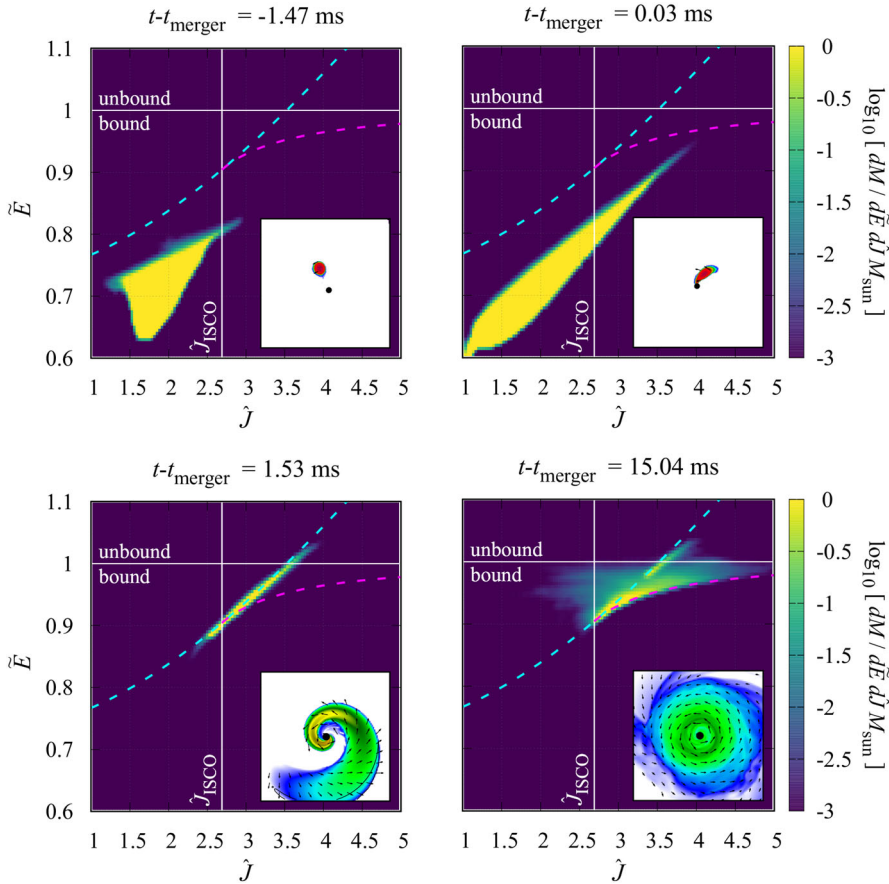 t-t_merger = -1.47 ms
t-t_merger = 0.03 ms
1.1
1
0.9
0.8
0.7
0.6
Ẽ
unbound
bound
Ĵ_ISCO
1 1.5 2 2.5 3 3.5 4 4.5 5
Ĵ
unbound
bound
Ĵ_ISCO
1 1.5 2 2.5 3 3.5 4 4.5 5
Ĵ
0
-0.5
-1
-1.5
-2
-2.5
-3
log₁₀ [ dM / dẼ dĴ M_sun ]
t-t_merger = 1.53 ms
t-t_merger = 15.04 ms
1.1
1
0.9
0.8
0.7
0.6
Ẽ
unbound
bound
Ĵ_ISCO
1 1.5 2 2.5 3 3.5 4 4.5 5
Ĵ
unbound
bound
Ĵ_ISCO
1 1.5 2 2.5 3 3.5 4 4.5 5
Ĵ
0
-0.5
-1
-1.5
-2
-2.5
-3
log₁₀ [ dM / dẼ dĴ M_sun ]